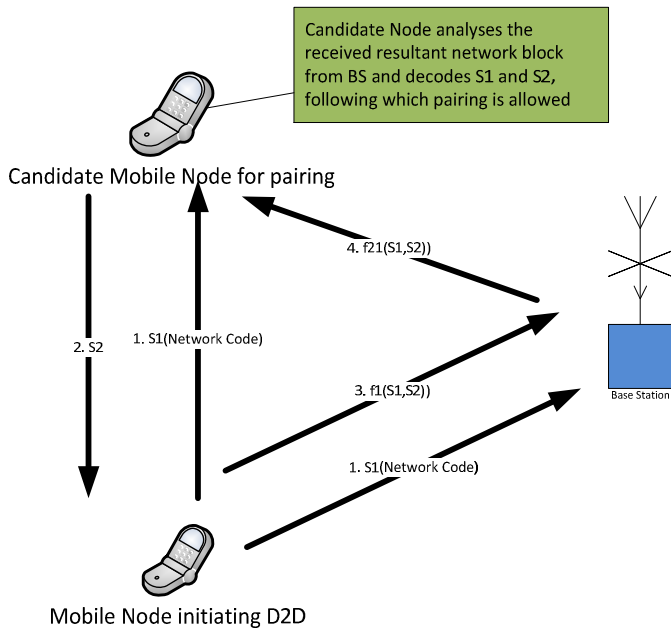 Candidate Node analyses the
received resultant network block
from BS and decodes S1 and S2,
following which pairing is allowed
Candidate Mobile Node for pairing
4. f21(S1,S2))
1. S1(Network Code)
2. S2
3. f1(S1,S2))
Base Station
1. S1(Network Code)
Mobile Node initiating D2D